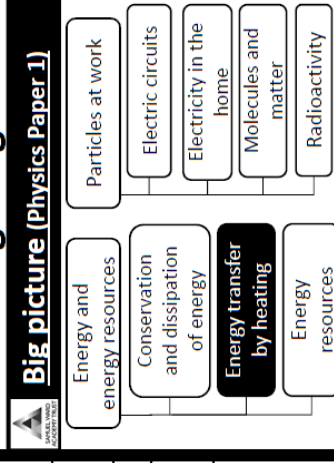 Big picture (Physics Paper 1)
SAMUEL WARD
ACADEMY TRUST
Energy and
energy resources
Conservation
and dissipation
of energy
Energy transfer
by heating
Energy
resources
Particles at work
Electric circuits
Electricity in the
home
Molecules and
matter
Radioactivity